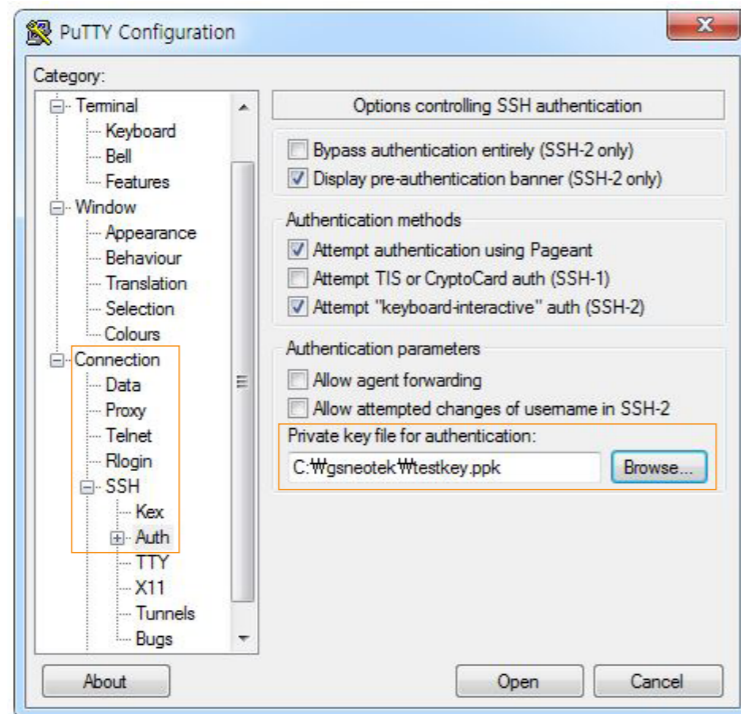 PuTTY Configuration
Category:
Terminal
Keyboard
Bell
Features
Window
Appearance
Behaviour
Translation
Selection
Colours
Connection
Data
Proxy
Telnet
Rlogin
SSH
Kex
Auth
TTY
X11
Tunnels
Bugs
Options controlling SSH authentication
Bypass authentication entirely (SSH-2 only)
Display pre-authentication banner (SSH-2 only)
Authentication methods
Attempt authentication using Pageant
Attempt TIS or CryptoCard auth (SSH-1)
Attempt "keyboard-interactive" auth (SSH-2)
Authentication parameters
Allow agent forwarding
Allow attempted changes of username in SSH-2
Private key file for authentication:
C:₩gsneotek₩testkey.ppk
Browse...
About
Open
Cancel